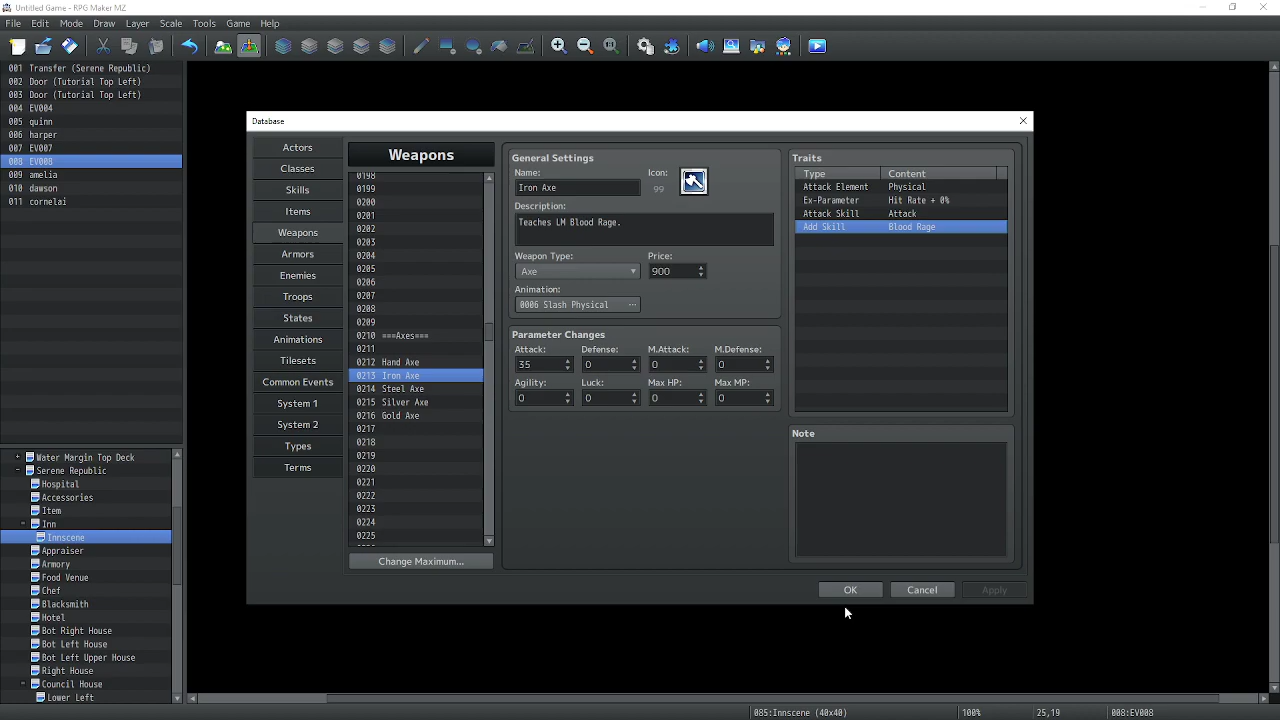 Untitled Game - RPG Maker MZ
File Edit Mode Draw Layer Scale Tools Game Help
001 Transfer (Serene Republic)
002 Door (Tutorial Top Left)
003 Door (Tutorial Top Left)
004 EV004
005 quinn
006 harper
007 EV007
008 EV008
009 amelia
010 dawson
011 cornelai
Water Margin Top Deck
Serene Republic
Hospital
Accessories
Item
Inn
Innscene
Appraiser
Armory
Food Venue
Chef
Blacksmith
Hotel
Bot Right House
Bot Left House
Bot Left Upper House
Right House
Council House
Lower Left
Database
Actors
Classes
Skills
Items
Weapons
Armors
Enemies
Troops
States
Animations
Tilesets
Common Events
System 1
System 2
Types
Terms
Weapons
0198
0199
0200
0201
0202
0203
0204
0205
0206
0207
0208
0209
0210 ===Axes===
0211
0212 Hand Axe
0213 Iron Axe
0214 Steel Axe
0215 Silver Axe
0216 Gold Axe
0217
0218
0219
0220
0221
0222
0223
0224
0225
Change Maximum...
General Settings
Name: Icon:
Iron Axe 99
Description:
Teaches LM Blood Rage.
Weapon Type: Price:
Axe 900
Animation:
0006 Slash Physical ...
Parameter Changes
Attack: Defense: M.Attack: M.Defense:
35 0 0 0
Agility: Luck: Max HP: Max MP:
0 0 0 0
Traits
Type Content
Attack Element Physical
Ex-Parameter Hit Rate + 0%
Attack Skill Attack
Add Skill Blood Rage
Note
OK Cancel Apply
085:Innscene (40x40) 100% 25,19 008:EV008